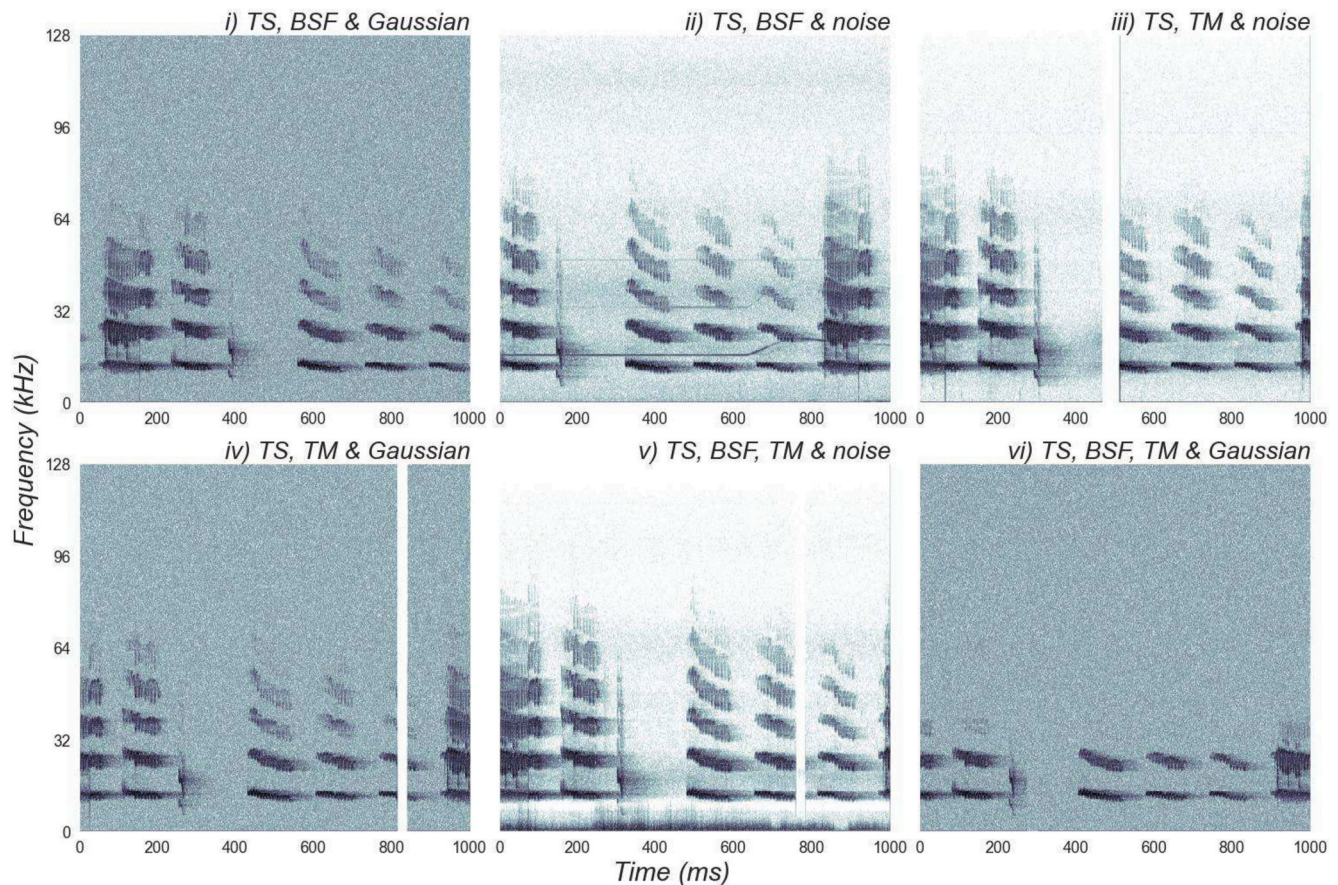 i) TS, BSF & Gaussian
ii) TS, BSF & noise
iii) TS, TM & noise
128
96
64
32
0
0 200 400 600 800 1000
0 200 400 600 800 1000
0 200 400 600 800 1000
iv) TS, TM & Gaussian
v) TS, BSF, TM & noise
vi) TS, BSF, TM & Gaussian
128
96
64
32
0
0 200 400 600 800 1000
0 200 400 600 800 1000
0 200 400 600 800 1000
Frequency (kHz)
Time (ms)